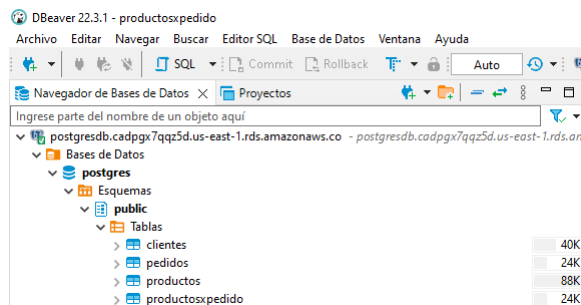 DBeaver 22.3.1 - productosxpedido
Archivo Editar Navegar Buscar Editor SQL Base de Datos Ventana Ayuda
SQL Commit Rollback Auto
Navegador de Bases de Datos Proyectos
Ingrese parte del nombre de un objeto aquí
postgresdb.cadpgx7qqz5d.us-east-1.rds.amazonaws.co - postgresdb.cadpgx7qqz5d.us-east-1.rds.an
Bases de Datos
postgres
Esquemas
public
Tablas
clientes 40K
pedidos 24K
productos 88K
productosxpedido 24K